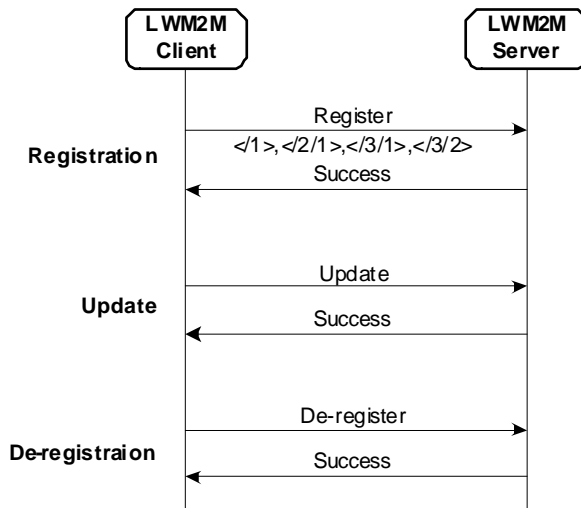 LWM2M
Client
LWM2M
Server
Register
Registration
</1>,</2/1>,</3/1>,</3/2>
Success
Update
Update
Success
De-register
De-registraion
Success